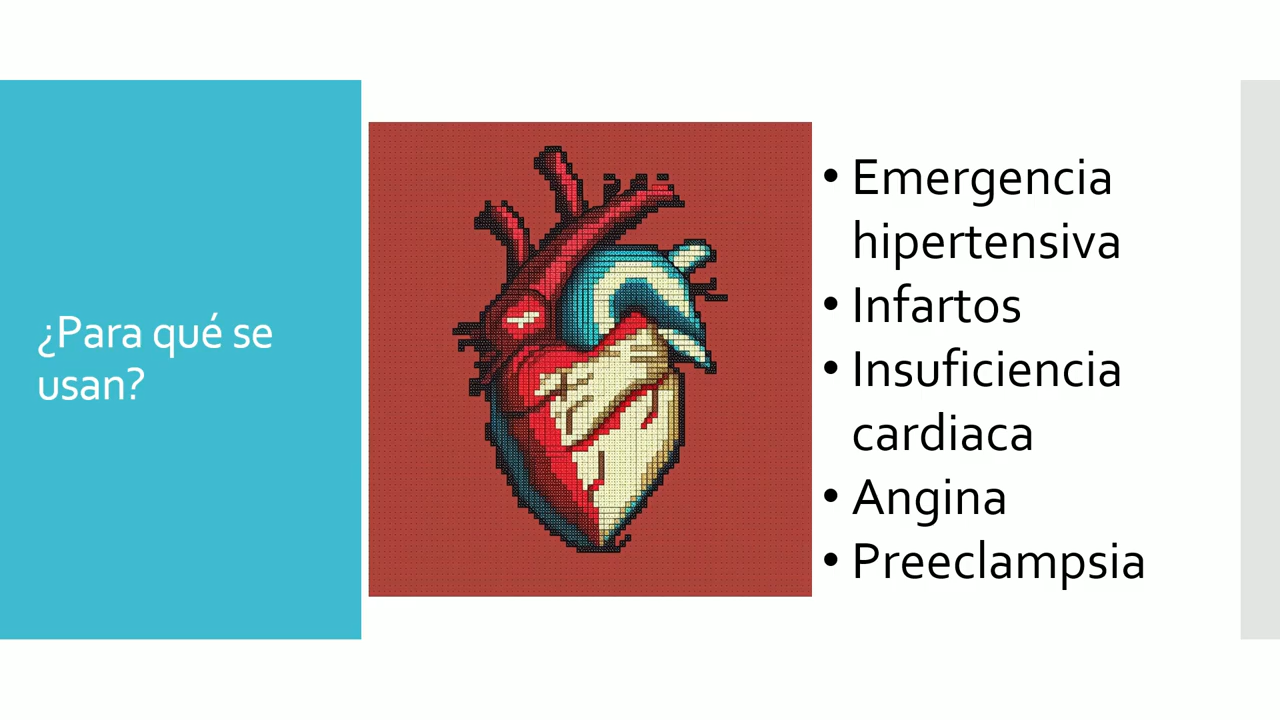 ¿Para qué se
usan?
• Emergencia
hipertensiva
• Infartos
• Insuficiencia
cardiaca
• Angina
• Preeclampsia